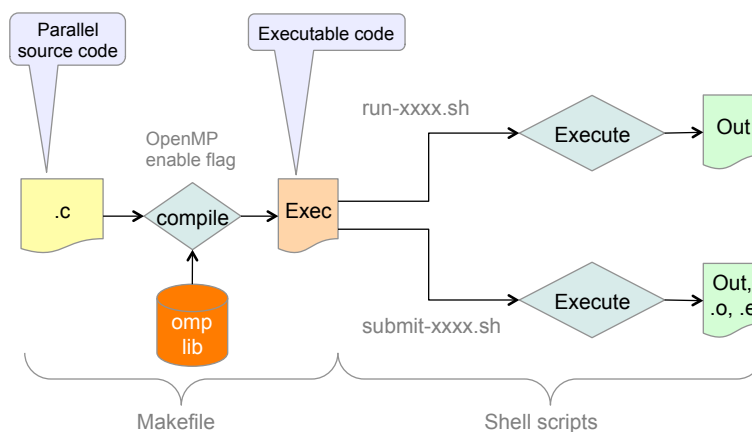 Parallel
source code
Executable code
OpenMP
enable flag
run-xxxx.sh
Execute
Out
.c
compile
Exec
omp
lib
submit-xxxx.sh
Execute
Out,
.o, .e
Makefile
Shell scripts